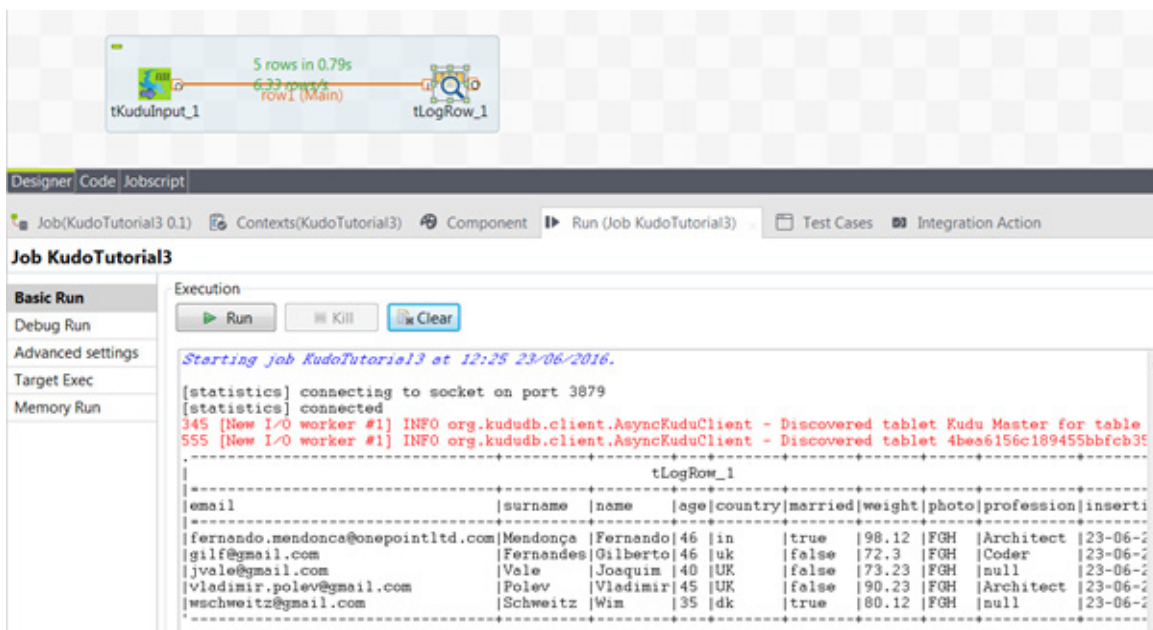 5 rows in 0.79s
6.33 rows/s
row1 (Main)
tKuduInput_1
tLogRow_1
Designer Code Jobscript
Job(KudoTutorial3 0.1) Contexts(KudoTutorial3) Component Run (Job KudoTutorial3) Test Cases Integration Action
Job KudoTutorial3
Basic Run
Debug Run
Advanced settings
Target Exec
Memory Run
Execution
Run Kill Clear
Starting job KudoTutorial3 at 12:25 23/06/2016.
[statistics] connecting to socket on port 3879
[statistics] connected
345 [New I/O worker #1] INFO org.kududb.client.AsyncKuduClient - Discovered tablet Kudu Master for table
555 [New I/O worker #1] INFO org.kududb.client.AsyncKuduClient - Discovered tablet 4bea6156c189455bbfcb35
tLogRow_1
|email |surname |name |age|country|married|weight|photo|profession|inserti
|fernando.mendonca@onepointltd.com|Mendonça |Fernando|46 |in |true |98.12 |FGH |Architect |23-06-2
|gilf@gmail.com |Fernandes|Gilberto|46 |uk |false |72.3 |FGH |Coder |23-06-2
|jvale@gmail.com |Vale |Joaquim |40 |UK |false |73.23 |FGH |null |23-06-2
|vladimir.polev@gmail.com |Polev |Vladimir|45 |UK |false |90.23 |FGH |Architect |23-06-2
|wschweitz@gmail.com |Schweitz |Wim |35 |dk |true |80.12 |FGH |null |23-06-2